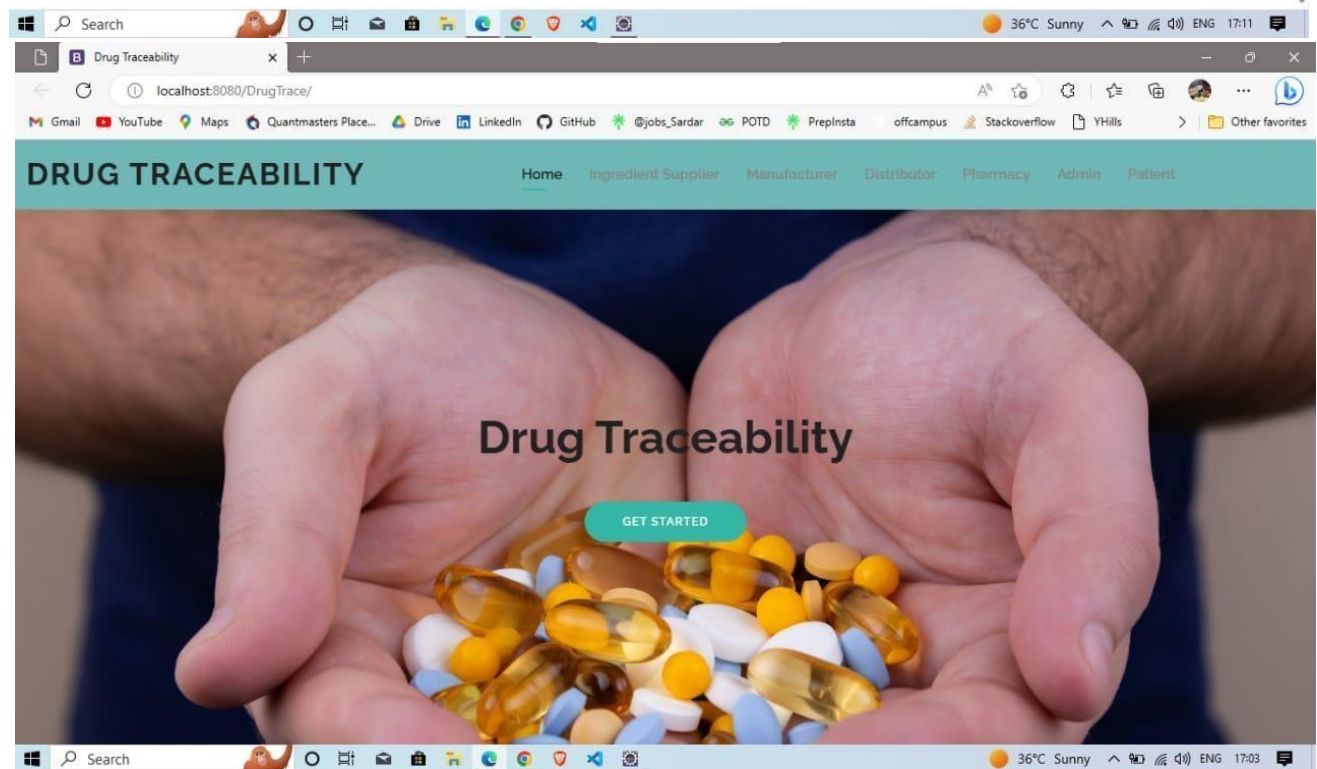 Search 36°C Sunny ENG 17:11
Drug Traceability
localhost:8080/DrugTrace/
Gmail YouTube Maps Quantmasters Place... Drive LinkedIn GitHub @jobs_Sardar POTD PrepInsta offcampus Stackoverflow YHills Other favorites
DRUG TRACEABILITY Home Ingredient Supplier Manufacturer Distributor Pharmacy Admin Patient
Drug Traceability
GET STARTED
Search 36°C Sunny ENG 17:03